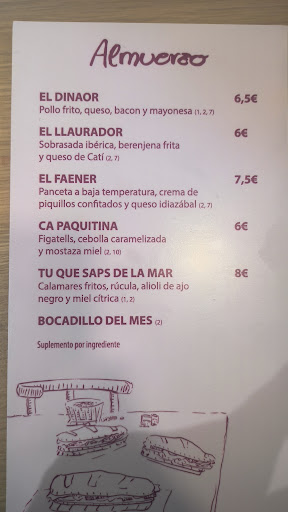 Almuerzo
EL DINAOR 6,5€
Pollo frito, queso, bacon y mayonesa (1, 2, 7)
EL LLAURADOR 6€
Sobrasada ibérica, berenjena frita
y queso de Catí (2, 7)
EL FAENER 7,5€
Panceta a baja temperatura, crema de
piquillos confitados y queso idiazábal (2, 7)
CA PAQUITINA 6€
Figatells, cebolla caramelizada
y mostaza miel (2, 10)
TU QUE SAPS DE LA MAR 8€
Calamares fritos, rúcula, alioli de ajo
negro y miel cítrica (1, 2)
BOCADILLO DEL MES (2)
Suplemento por ingrediente